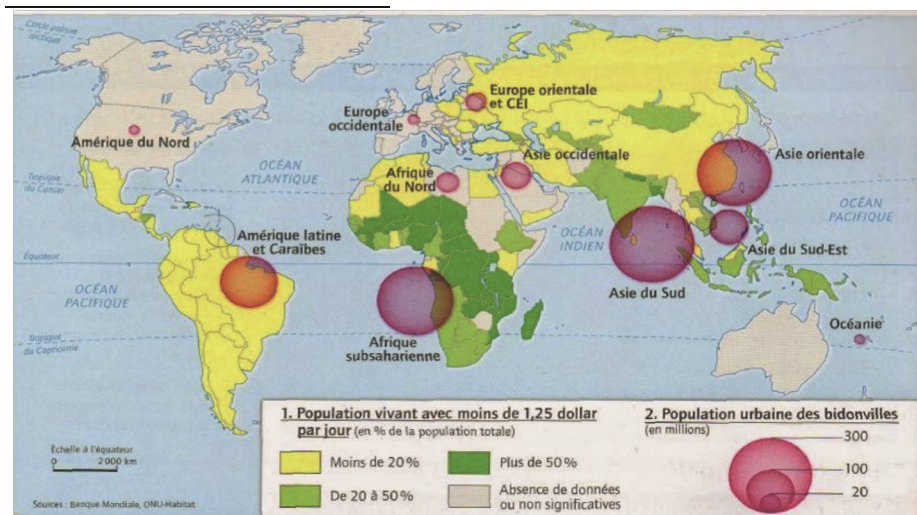 Cercle polaire
arctique
Amérique du Nord
Europe
occidentale
Europe orientale
et CEI
OCÉAN
ATLANTIQUE
Tropique
du Cancer
Afrique
du Nord
Asie occidentale
Asie orientale
OCÉAN
PACIFIQUE
OCÉAN
INDIEN
Amérique latine
et Caraïbes
Équateur
Asie du Sud-Est
Asie du Sud
OCÉAN
PACIFIQUE
Afrique
subsaharienne
Océanie
Tropique
du Capricorne
Échelle à l'équateur
0 2 000 km
Sources : Banque Mondiale, ONU-Habitat
1. Population vivant avec moins de 1,25 dollar
par jour (en % de la population totale)
Moins de 20 %
Plus de 50 %
De 20 à 50 %
Absence de données
ou non significatives
2. Population urbaine des bidonvilles
(en millions)
300
100
20